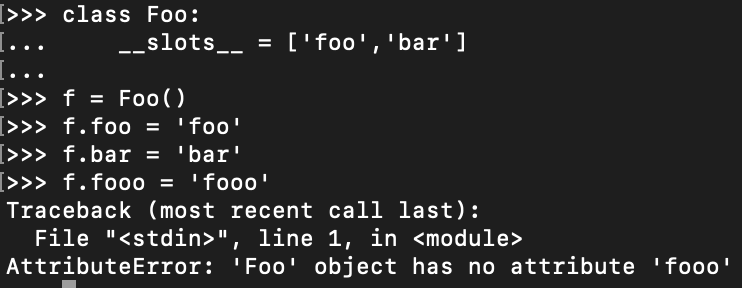 [>>> class Foo:
[...     __slots__ = ['foo','bar']
[...
[>>> f = Foo()
[>>> f.foo = 'foo'
[>>> f.bar = 'bar'
[>>> f.fooo = 'fooo'
Traceback (most recent call last):
  File "<stdin>", line 1, in <module>
AttributeError: 'Foo' object has no attribute 'fooo'